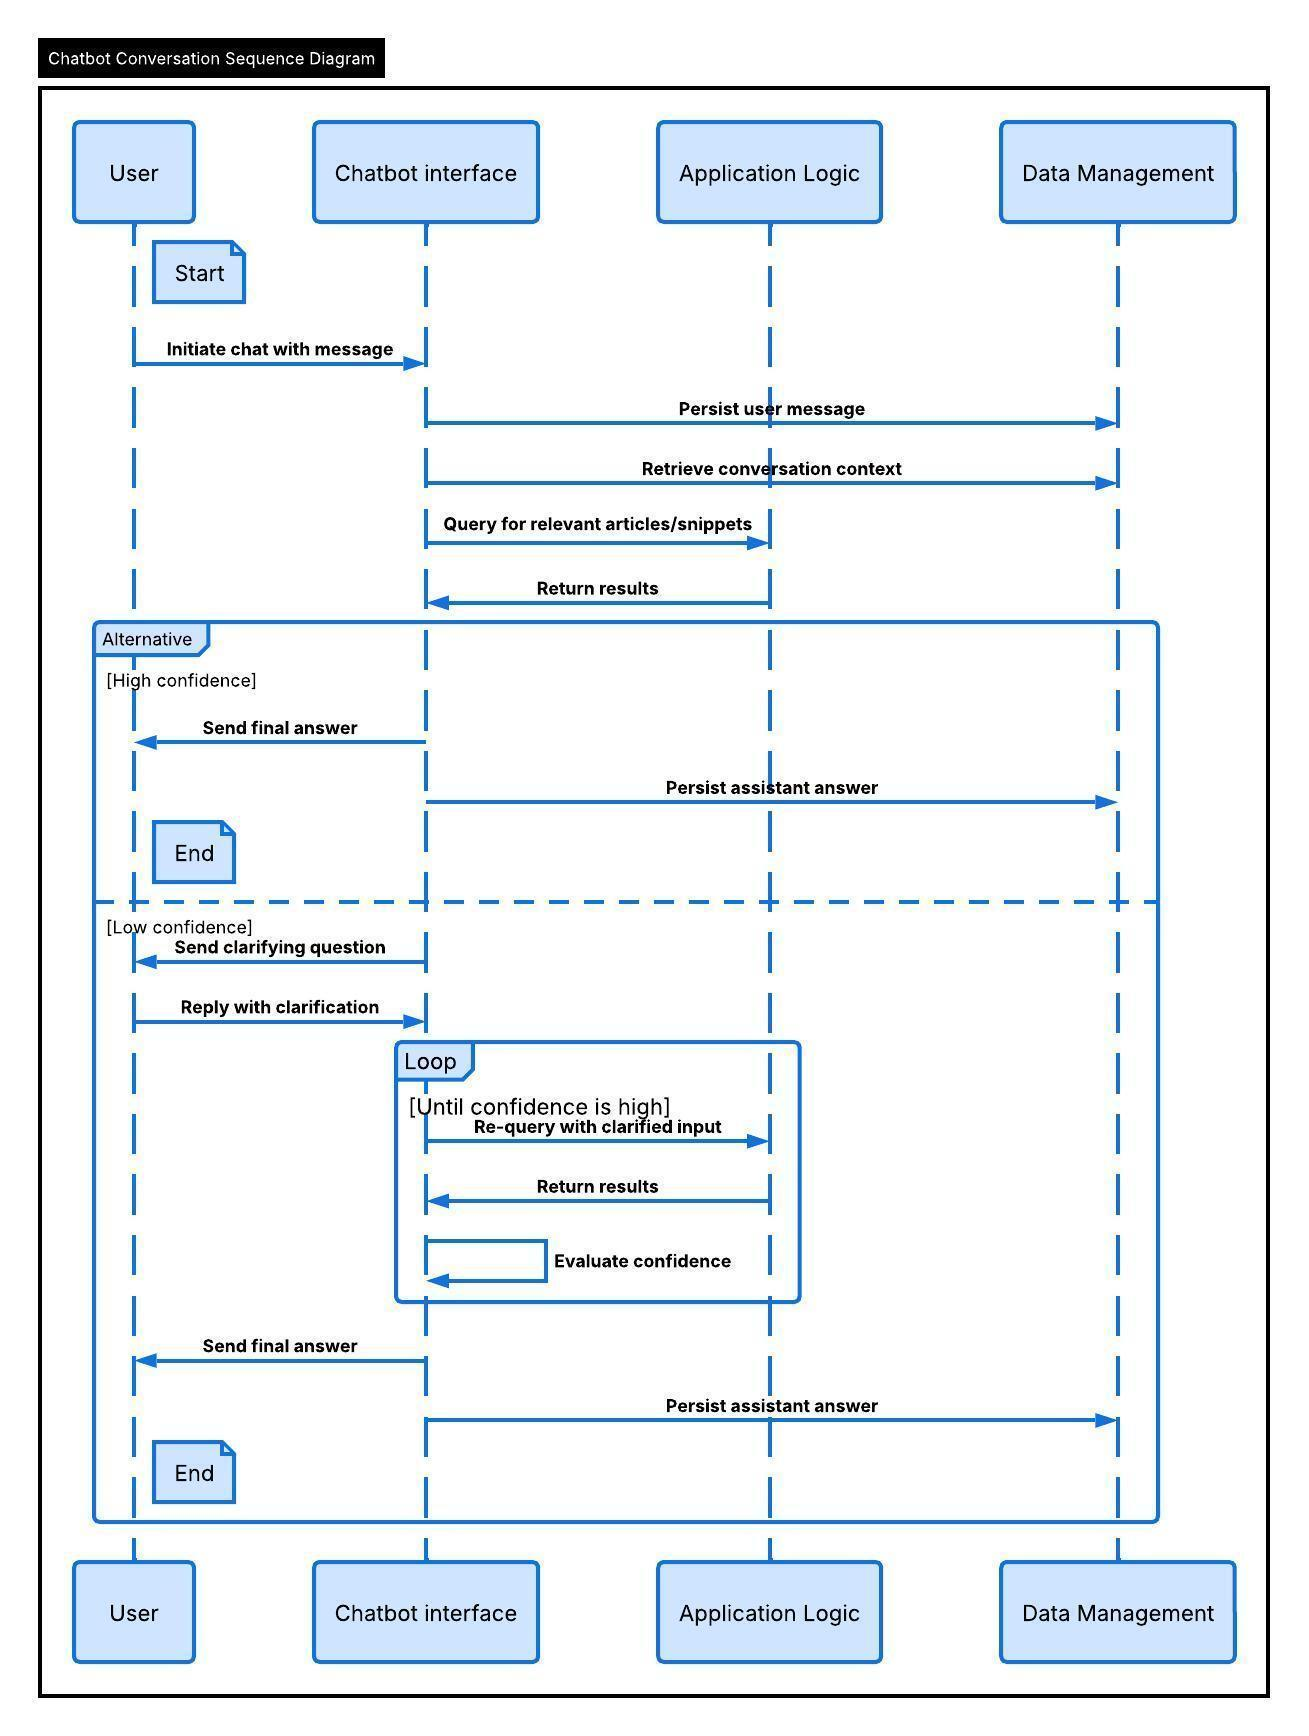 Chatbot Conversation Sequence Diagram
User
Chatbot interface
Application Logic
Data Management
Start
Initiate chat with message
Persist user message
Retrieve conversation context
Query for relevant articles/snippets
Return results
Alternative
[High confidence]
Send final answer
Persist assistant answer
End
[Low confidence]
Send clarifying question
Reply with clarification
Loop
[Until confidence is high]
Re-query with clarified input
Return results
Evaluate confidence
Send final answer
Persist assistant answer
End
User
Chatbot interface
Application Logic
Data Management